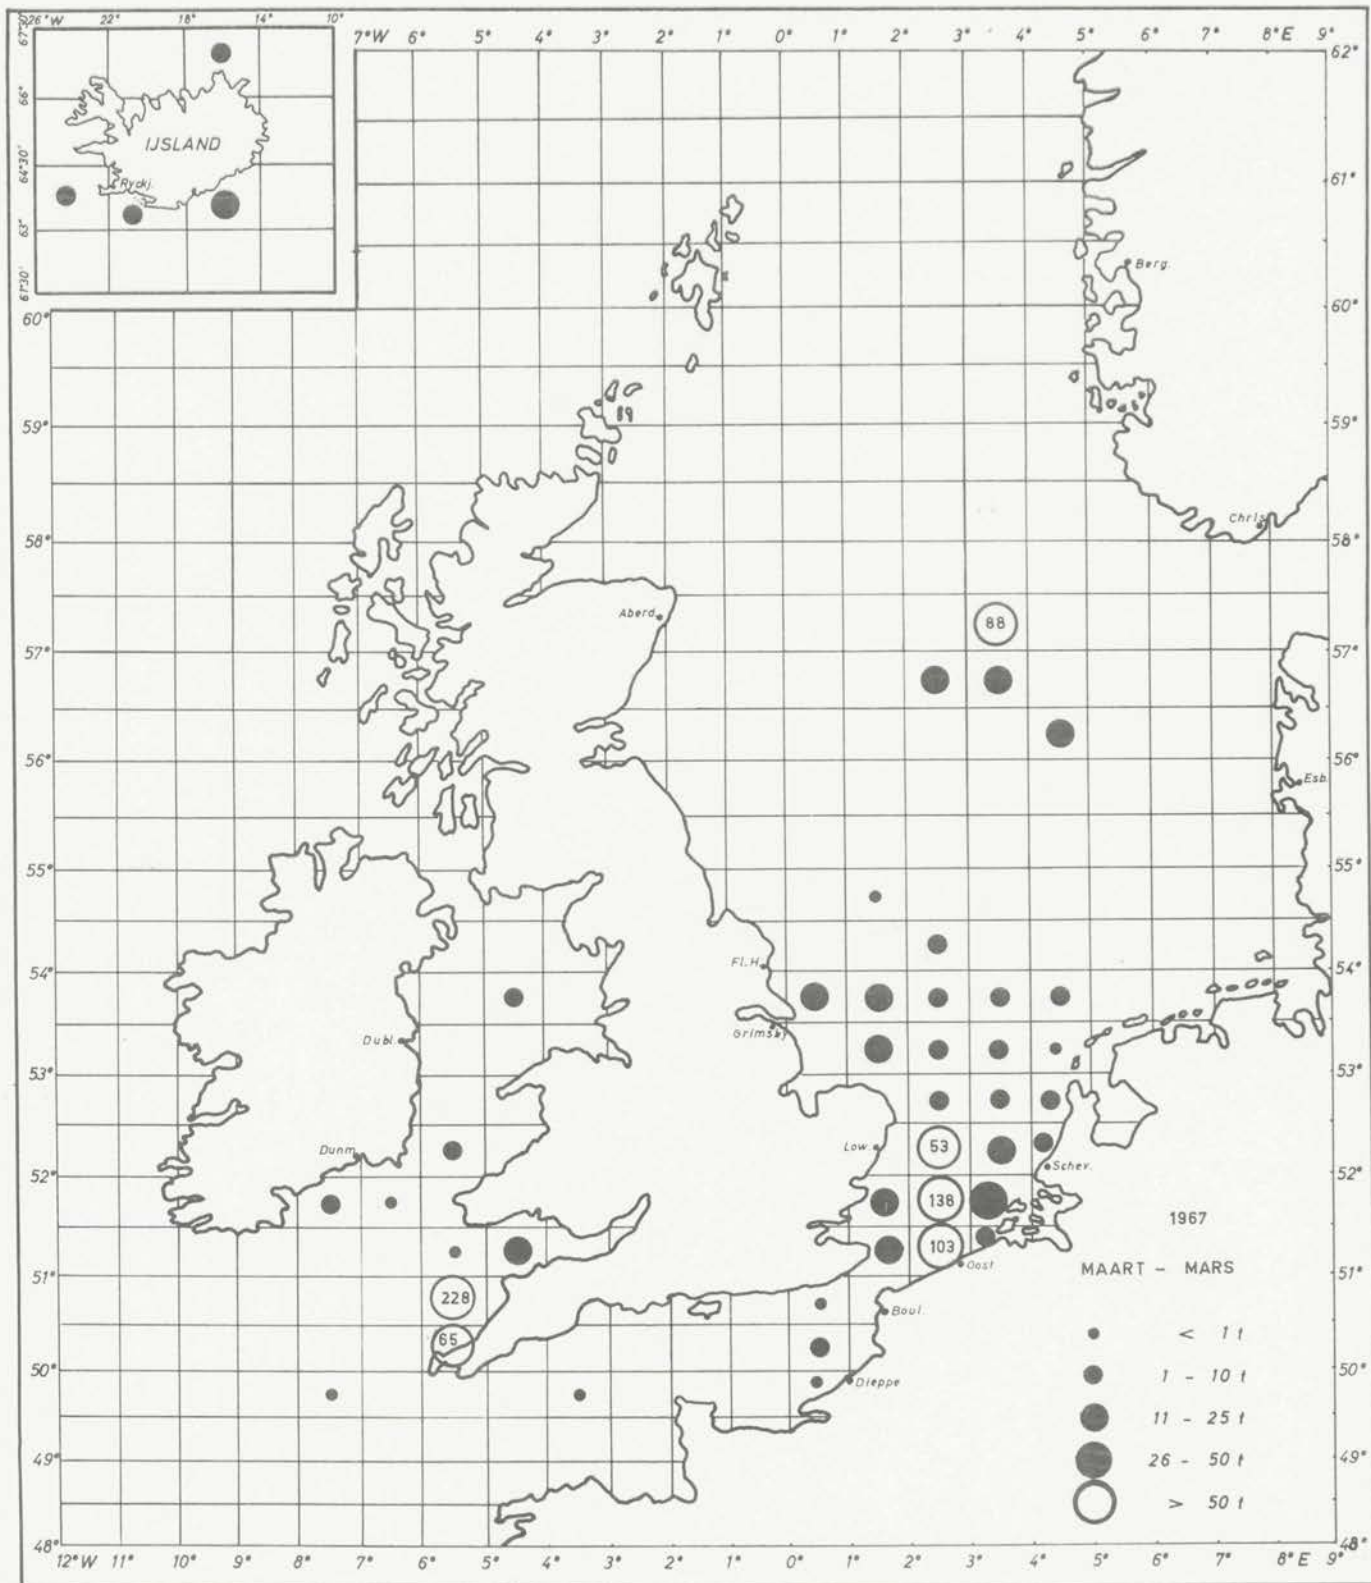 26°W 22° 18° 14° 10°
67°30'
66°
64°30'
63°
61°30'
IJSLAND
Ryckj.
7°W 6° 5° 4° 3° 2° 1° 0° 1° 2° 3° 4° 5° 6° 7° 8°E 9°
62°
61°
Berg.
60° 60°
59° 59°
Chris.
58° 58°
88
Aberd.
57° 57°
56° 56°
Esb.
55° 55°
Fl.H.
54° 54°
Grimsby
Dubl.
53° 53°
Dunm.
Low.
53
Schev.
52° 52°
138
1967
103
Oost.
51° 51°
MAART - MARS
228
Boul.
65
< 1 t
50° 50°
Dieppe
1 - 10 t
11 - 25 t
49° 49°
26 - 50 t
> 50 t
48° 48°
12°W 11° 10° 9° 8° 7° 6° 5° 4° 3° 2° 1° 0° 1° 2° 3° 4° 5° 6° 7° 8°E 9°